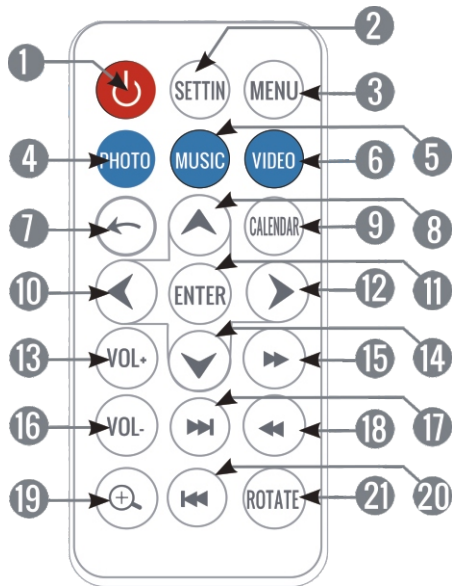 2
1 SETTIN MENU 3
4 PHOTO MUSIC VIDEO 6 5
7 CALENDAR 9 8
10 ENTER 12 11
13 VOL+ 15 14
16 VOL- 18 17
19 ROTATE 21 20